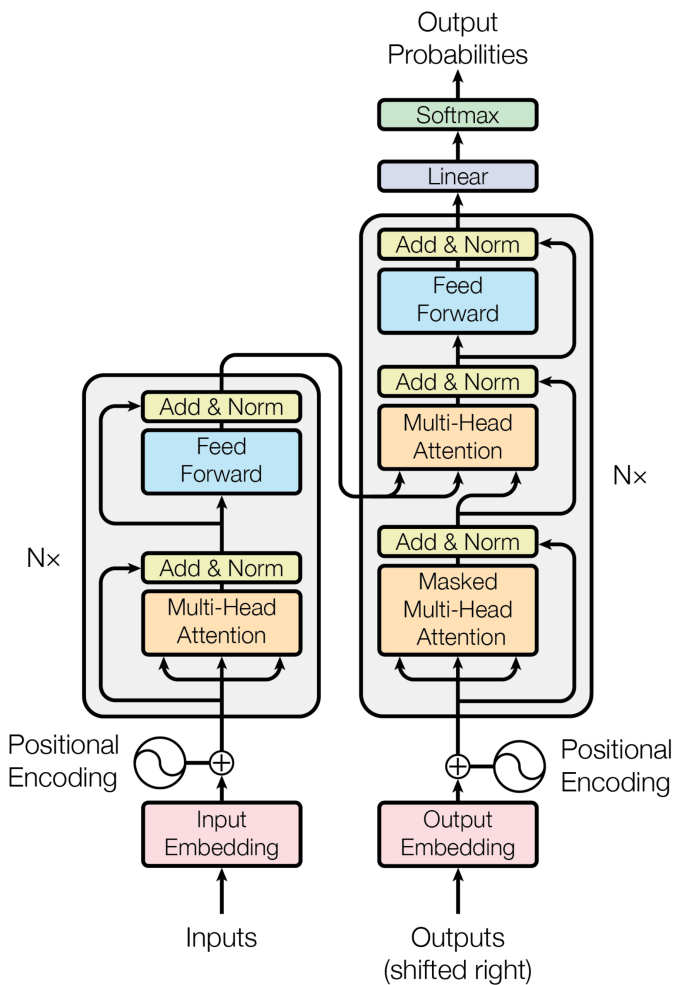 Output
Probabilities
Softmax
Linear
Add & Norm
Feed
Forward
Add & Norm
Multi-Head
Attention
Nx
Add & Norm
Masked
Multi-Head
Attention
Add & Norm
Feed
Forward
Nx
Add & Norm
Multi-Head
Attention
Positional
Encoding
Positional
Encoding
Input
Embedding
Output
Embedding
Inputs
Outputs
(shifted right)